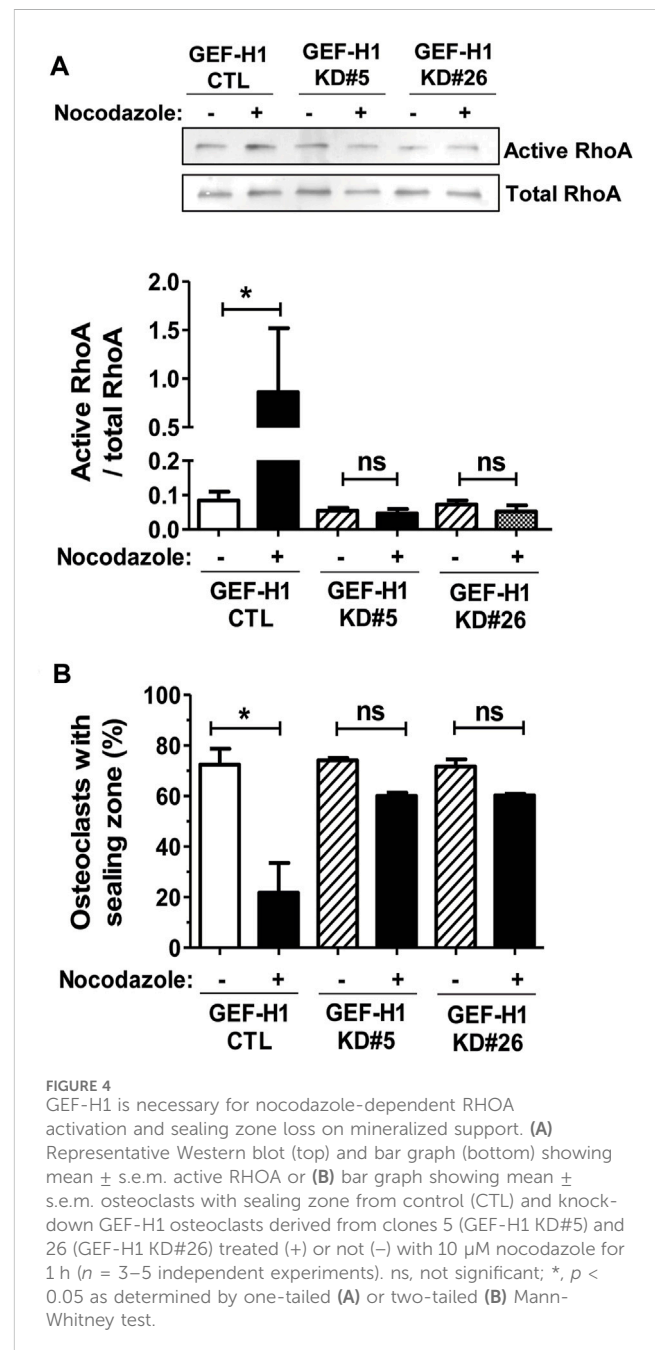 A
GEF-H1 CTL GEF-H1 KD#5 GEF-H1 KD#26
Nocodazole: - + - + - +
Active RhoA
Total RhoA
Active RhoA / total RhoA
2.0
1.5
1.0
0.5
0.2
0.1
0.0
* ns ns
Nocodazole: - + - + - +
GEF-H1 CTL GEF-H1 KD#5 GEF-H1 KD#26
B
Osteoclasts with sealing zone (%)
100
80
60
40
20
0
* ns ns
Nocodazole: - + - + - +
GEF-H1 CTL GEF-H1 KD#5 GEF-H1 KD#26
FIGURE 4
GEF-H1 is necessary for nocodazole-dependent RHOA
activation and sealing zone loss on mineralized support. (A)
Representative Western blot (top) and bar graph (bottom) showing
mean ± s.e.m. active RHOA or (B) bar graph showing mean ±
s.e.m. osteoclasts with sealing zone from control (CTL) and knock-
down GEF-H1 osteoclasts derived from clones 5 (GEF-H1 KD#5) and
26 (GEF-H1 KD#26) treated (+) or not (–) with 10 µM nocodazole for
1 h (n = 3–5 independent experiments). ns, not significant; *, p <
0.05 as determined by one-tailed (A) or two-tailed (B) Mann-
Whitney test.